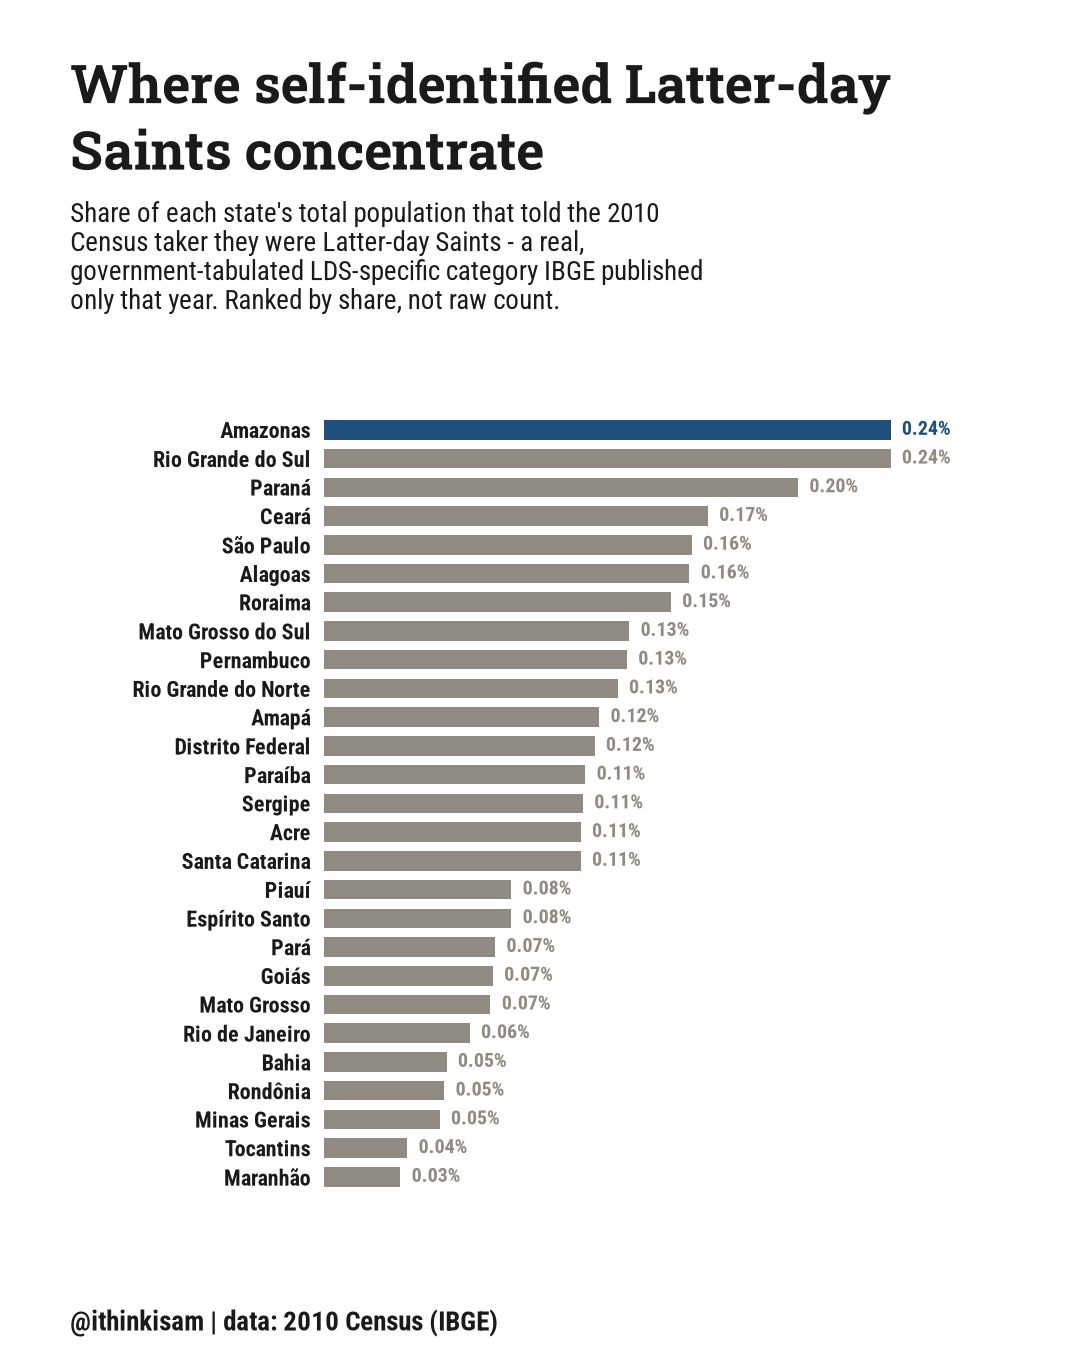 Where self-identified Latter-day
Saints concentrate
Share of each state's total population that told the 2010
Census taker they were Latter-day Saints - a real,
government-tabulated LDS-specific category IBGE published
only that year. Ranked by share, not raw count.
Amazonas 0.24%
Rio Grande do Sul 0.24%
Paraná 0.20%
Ceará 0.17%
São Paulo 0.16%
Alagoas 0.16%
Roraima 0.15%
Mato Grosso do Sul 0.13%
Pernambuco 0.13%
Rio Grande do Norte 0.13%
Amapá 0.12%
Distrito Federal 0.12%
Paraíba 0.11%
Sergipe 0.11%
Acre 0.11%
Santa Catarina 0.11%
Piauí 0.08%
Espírito Santo 0.08%
Pará 0.07%
Goiás 0.07%
Mato Grosso 0.07%
Rio de Janeiro 0.06%
Bahia 0.05%
Rondônia 0.05%
Minas Gerais 0.05%
Tocantins 0.04%
Maranhão 0.03%
@ithinkisam | data: 2010 Census (IBGE)